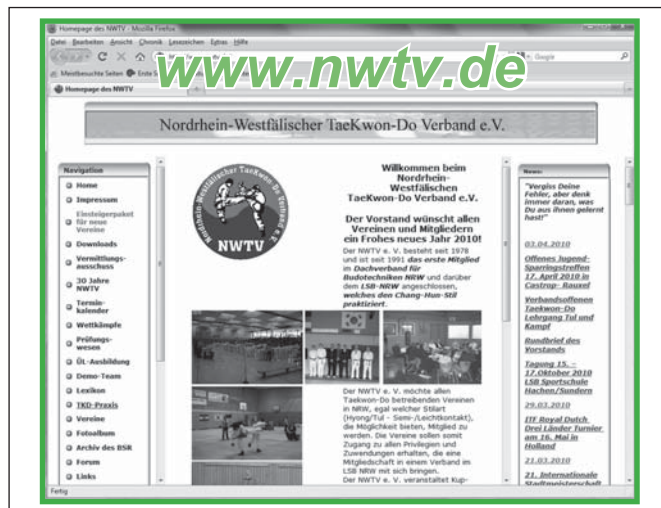 Homepage des NWTV - Mozilla Firefox
Datei Bearbeiten Ansicht Chronik Lesezeichen Extras Hilfe
Google
www.nwtv.de
Meistbesuchte Seiten
Homepage des NWTV
Nordrhein-Westfälischer TaeKwon-Do Verband e.V.
Navigation
Home
Impressum
Einsteigerpaket
für neue
Vereine
Downloads
Vermittlungs-
ausschuss
30 Jahre
NWTV
Termin-
kalender
Wettkämpfe
Prüfungs-
wesen
ÜL-Ausbildung
Demo-Team
Lexikon
TKD-Praxis
Vereine
Fotoalbum
Archiv des BSR
Forum
Links
Nordrhein-Westfälischer TaeKwon Do Verband e.V.
NWTV
Willkommen beim
Nordrhein-
Westfälischen
TaeKwon-Do Verband e.V.
Der Vorstand wünscht allen
Vereinen und Mitgliedern
ein Frohes neues Jahr 2010!
Der NWTV e. V. besteht seit 1978
und ist seit 1991 das erste Mitglied
im Dachverband für
Budotechniken NRW und darüber
dem LSB-NRW angeschlossen,
welches den Chang-Hun-Stil
praktiziert.
Der NWTV e. V. möchte allen
Taekwon-Do betreibenden Vereinen
in NRW, egal welcher Stilart
(Hyong/Tul - Semi-/Leichtkontakt),
die Möglichkeit bieten, Mitglied zu
werden. Die Vereine sollen somit
Zugang zu allen Privilegien und
Zuwendungen erhalten, die eine
Mitgliedschaft in einem Verband im
LSB NRW mit sich bringen.
Der NWTV e. V. veranstaltet Kup-
News:
"Vergiss Deine
Fehler, aber denk
immer daran, was
Du aus ihnen gelernt
hast!"
03.04.2010
Offenes Jugend-
Sparringstreffen
17. April 2010 in
Castrop- Rauxel
Verbandsoffenen
Taekwon-Do
Lehrgang Tul und
Kampf
Rundbrief des
Vorstands
Tagung 15. –
17.Oktober 2010
LSB Sportschule
Hachen/Sundern
29.03.2010
ITF Royal Dutch
Drei Länder Turnier
am 16. Mai in
Holland
21.03.2010
21. Internationale
Stadtmeisterschaft
Fertig